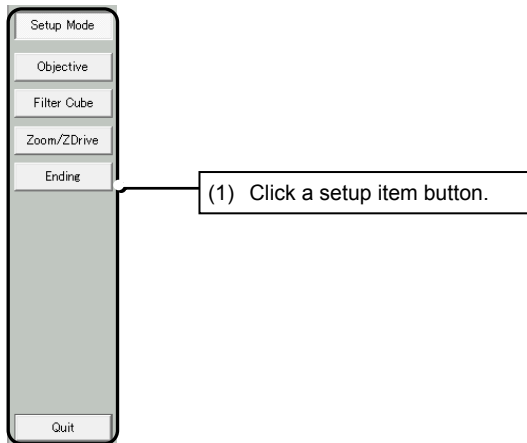 Setup Mode
Objective
Filter Cube
Zoom/ZDrive
Ending
(1) Click a setup item button.
Quit